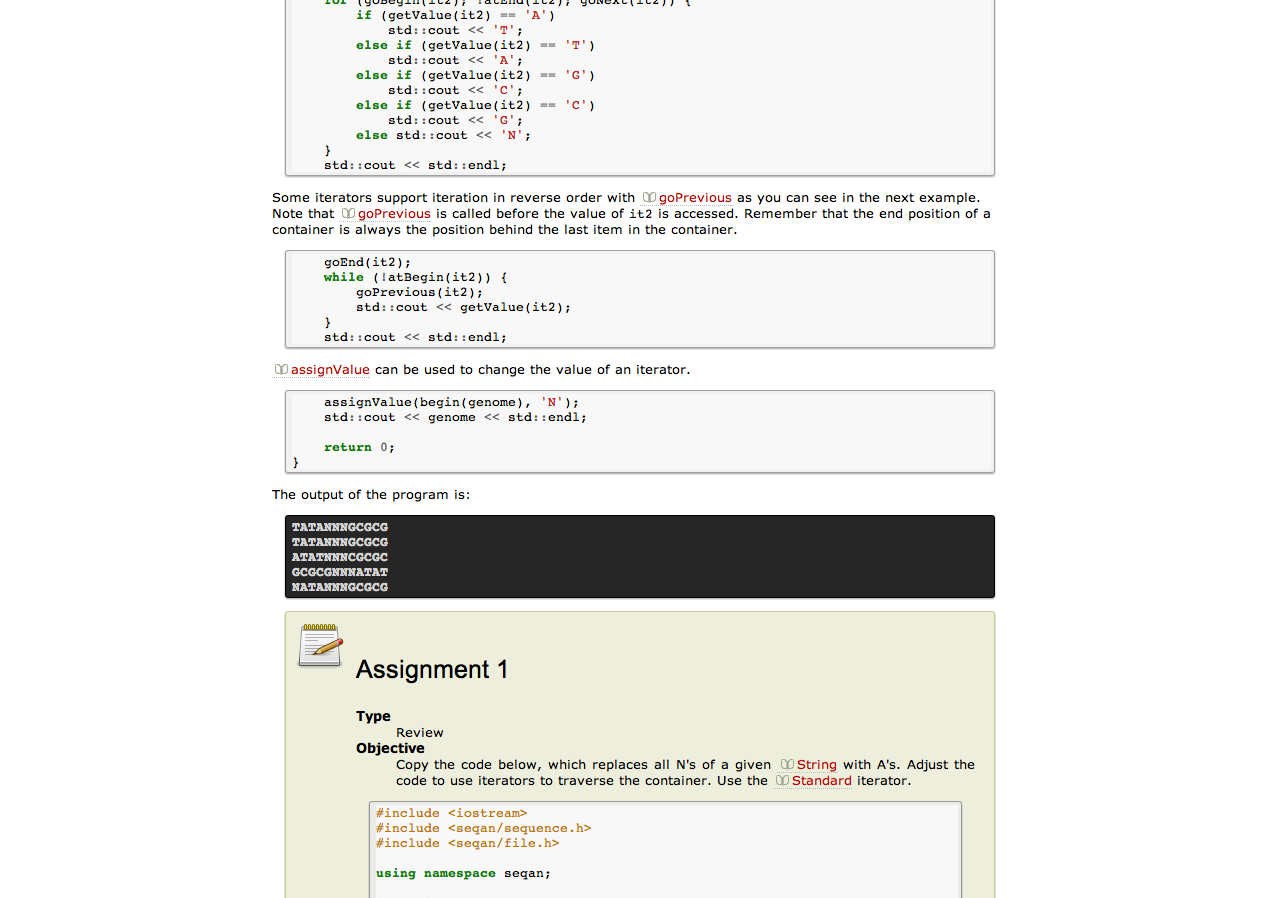 for (goBegin(it2); !atEnd(it2); goNext(it2)) {
if (getValue(it2) == 'A')
std::cout << 'T';
else if (getValue(it2) == 'T')
std::cout << 'A';
else if (getValue(it2) == 'G')
std::cout << 'C';
else if (getValue(it2) == 'C')
std::cout << 'G';
else std::cout << 'N';
}
std::cout << std::endl;
Some iterators support iteration in reverse order with goPrevious as you can see in the next example.
Note that goPrevious is called before the value of it2 is accessed. Remember that the end position of a
container is always the position behind the last item in the container.
goEnd(it2);
while (!atBegin(it2)) {
goPrevious(it2);
std::cout << getValue(it2);
}
std::cout << std::endl;
assignValue can be used to change the value of an iterator.
assignValue(begin(genome), 'N');
std::cout << genome << std::endl;
return 0;
}
The output of the program is:
TATANNNGCGCG
TATANNNGCGCG
ATATNNNCGCGC
GCGCGNNNATAT
NATANNNGCGCG
Assignment 1
Type
Review
Objective
Copy the code below, which replaces all N's of a given String with A's. Adjust the
code to use iterators to traverse the container. Use the Standard iterator.
#include <iostream>
#include <seqan/sequence.h>
#include <seqan/file.h>
using namespace seqan;